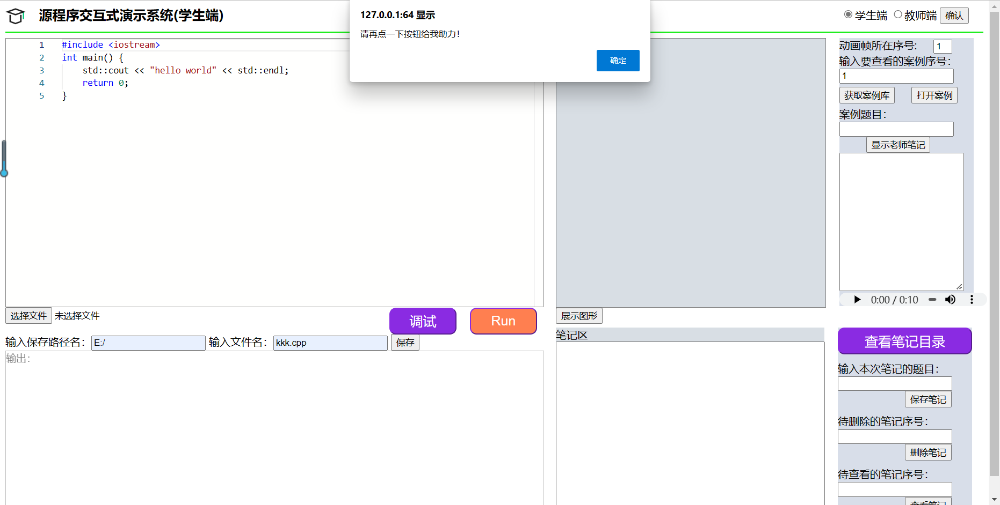 源程序交互式演示系统(学生端)
127.0.0.1:64 显示
请再点一下按钮给我助力！
确定
学生端 教师端 确认
1 #include <iostream>
2 int main() {
3 std::cout << "hello world" << std::endl;
4 return 0;
5 }
选择文件 未选择文件
调试
Run
输入保存路径名： E:/ 输入文件名： kkk.cpp 保存
输出：
展示图形
笔记区
动画帧所在序号: 1
输入要查看的案例序号：
1
获取案例库 打开案例
案例题目：
显示老师笔记
0:00 / 0:10
查看笔记目录
输入本次笔记的题目：
保存笔记
待删除的笔记序号：
删除笔记
待查看的笔记序号：
查看笔记